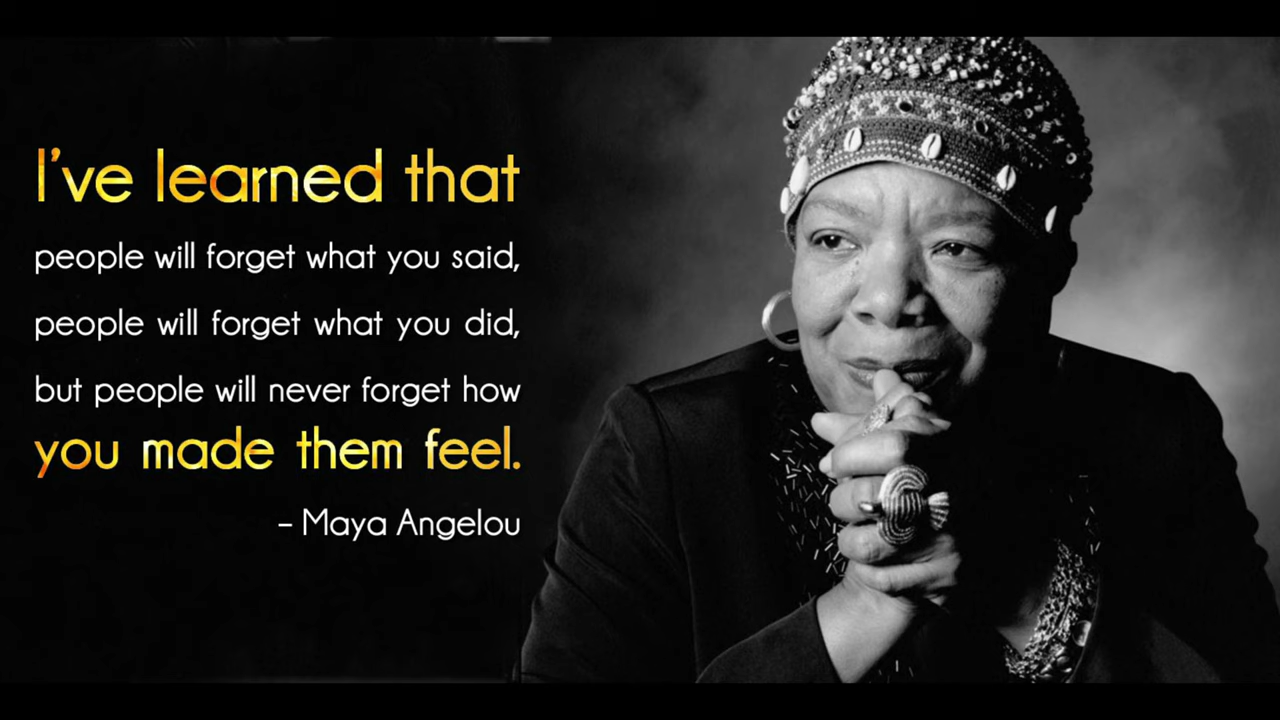 I've learned that
people will forget what you said,
people will forget what you did,
but people will never forget how
you made them feel.
– Maya Angelou